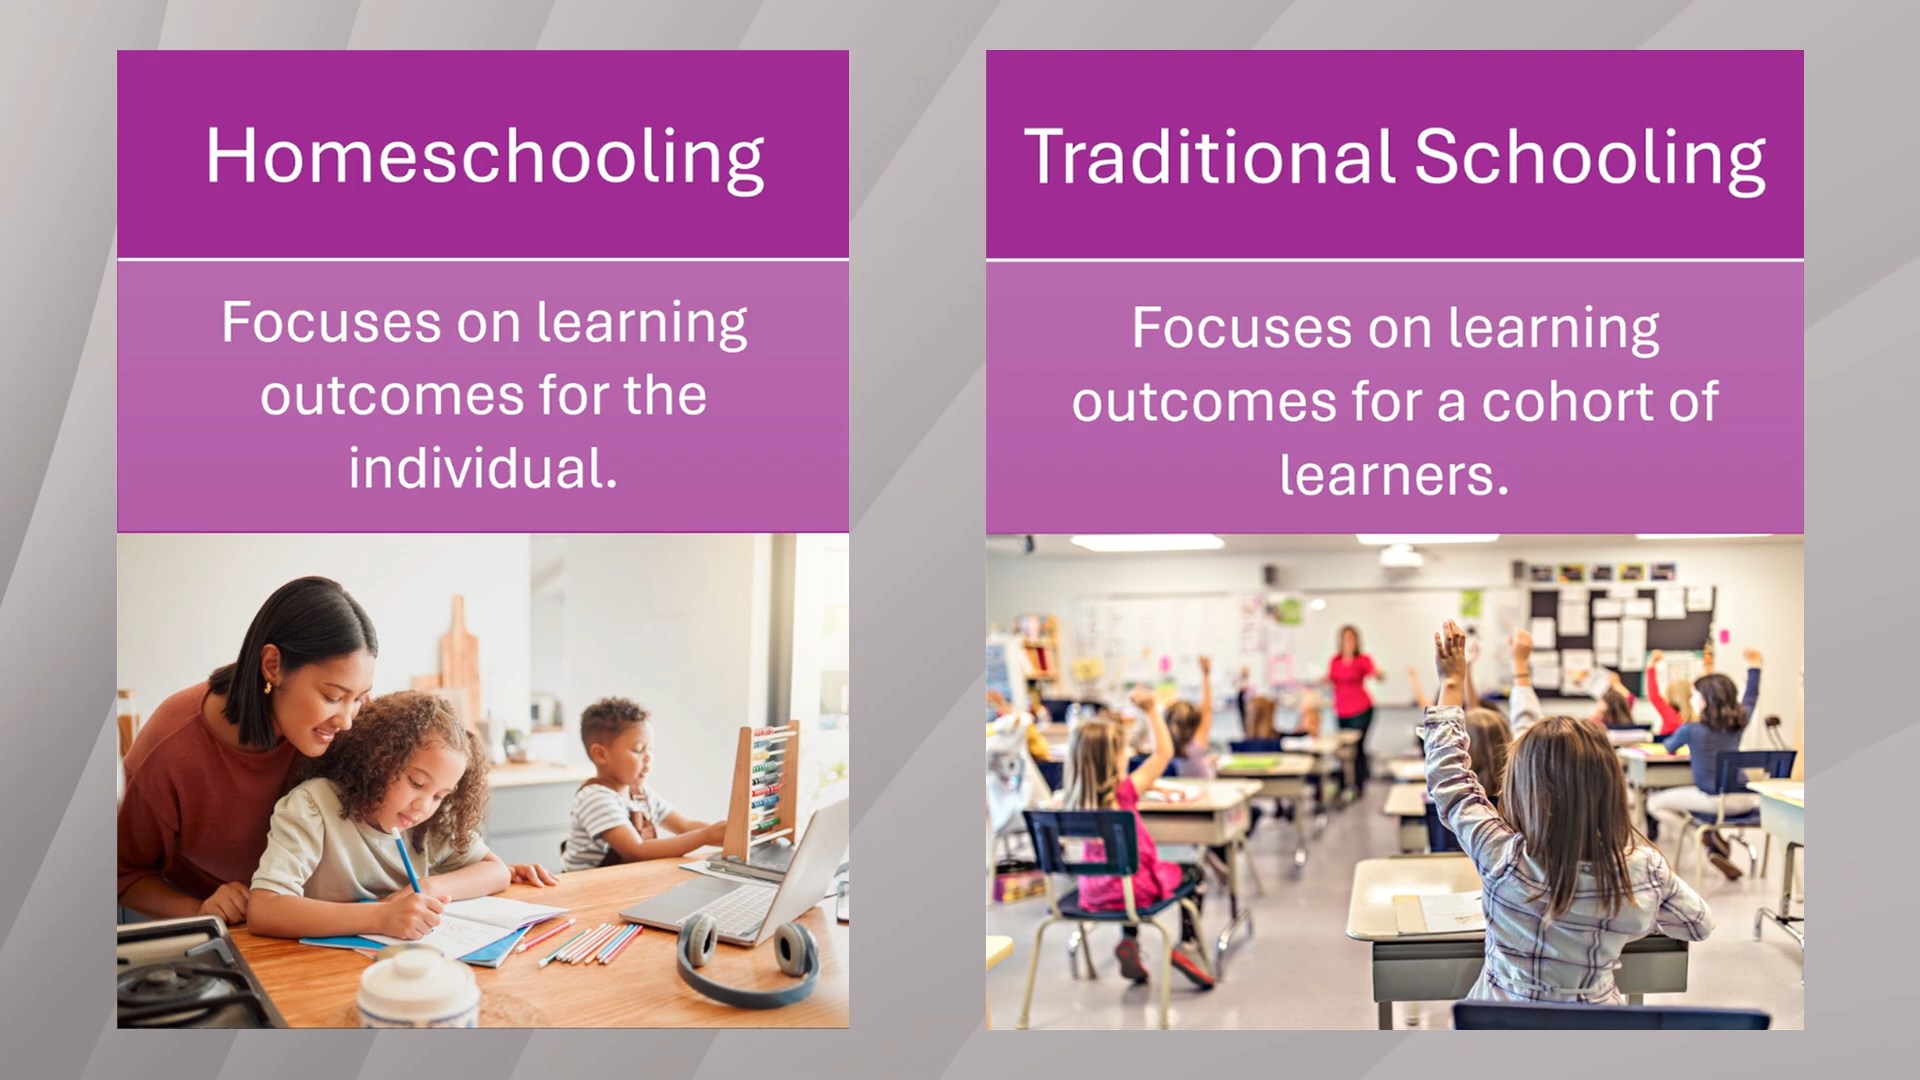 Homeschooling
Focuses on learning
outcomes for the
individual.
Traditional Schooling
Focuses on learning
outcomes for a cohort of
learners.